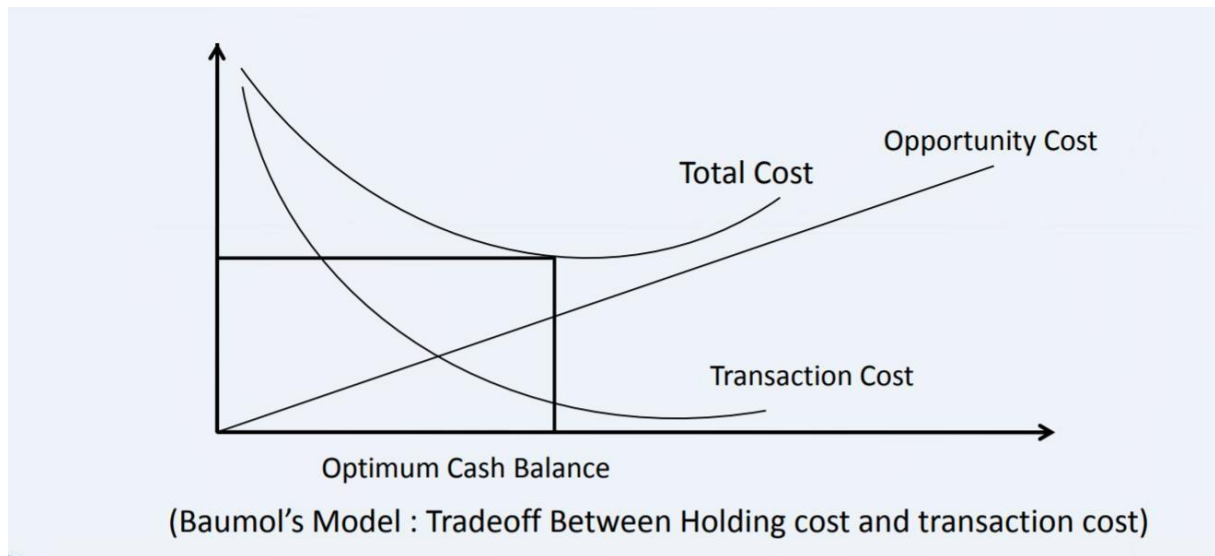 Opportunity Cost
Total Cost
Transaction Cost
Optimum Cash Balance
(Baumol’s Model : Tradeoff Between Holding cost and transaction cost)